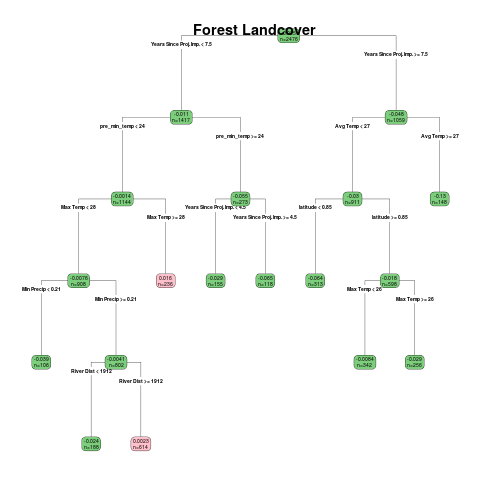 Forest Landcover
n=2476
Years Since Proj.Imp. < 7.5
Years Since Proj.Imp. >= 7.5
-0.011
n=1417
-0.048
n=1059
pre_min_temp < 24
pre_min_temp >= 24
Avg Temp < 27
Avg Temp >= 27
-0.0014
n=1144
-0.055
n=273
-0.03
n=911
-0.13
n=148
Max Temp < 28
Max Temp >= 28
Years Since Proj.Imp. < 4.5
Years Since Proj.Imp. >= 4.5
latitude < 0.85
latitude >= 0.85
-0.0076
n=908
0.016
n=236
-0.029
n=155
-0.085
n=118
-0.064
n=313
-0.018
n=598
Min Precip < 0.21
Min Precip >= 0.21
Max Temp < 26
Max Temp >= 26
-0.039
n=106
-0.0041
n=802
-0.0084
n=342
-0.029
n=256
River Dist < 1912
River Dist >= 1912
-0.024
n=188
0.0023
n=614